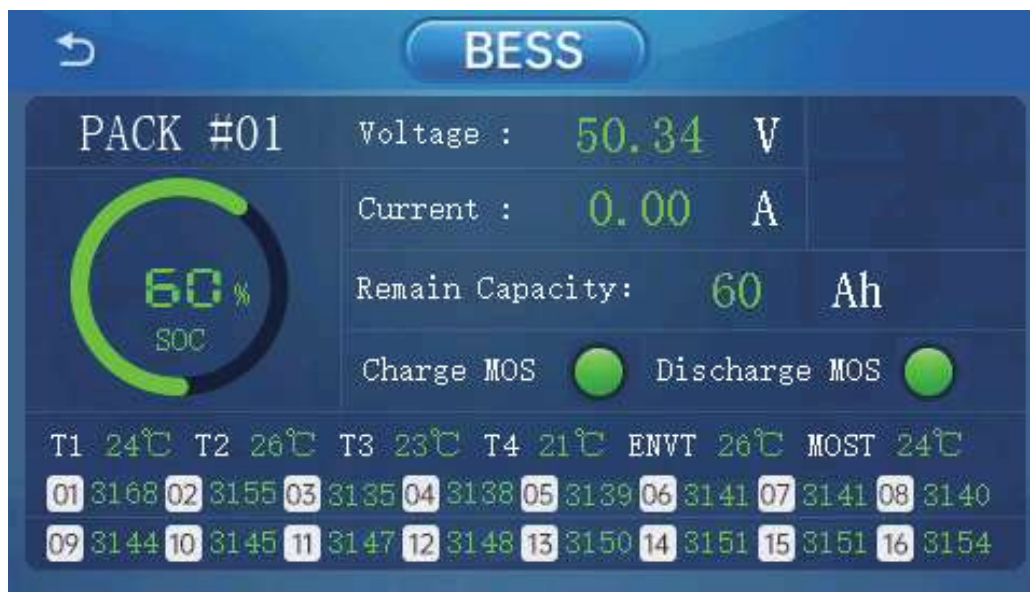 BESS
PACK #01
Voltage : 50.34 V
Current : 0.00 A
60 %
SOC
Remain Capacity: 60 Ah
Charge MOS Discharge MOS
T1 24℃ T2 26℃ T3 23℃ T4 21℃ ENVT 26℃ MOST 24℃
01 3168 02 3155 03 3135 04 3138 05 3139 06 3141 07 3141 08 3140
09 3144 10 3145 11 3147 12 3148 13 3150 14 3151 15 3151 16 3154